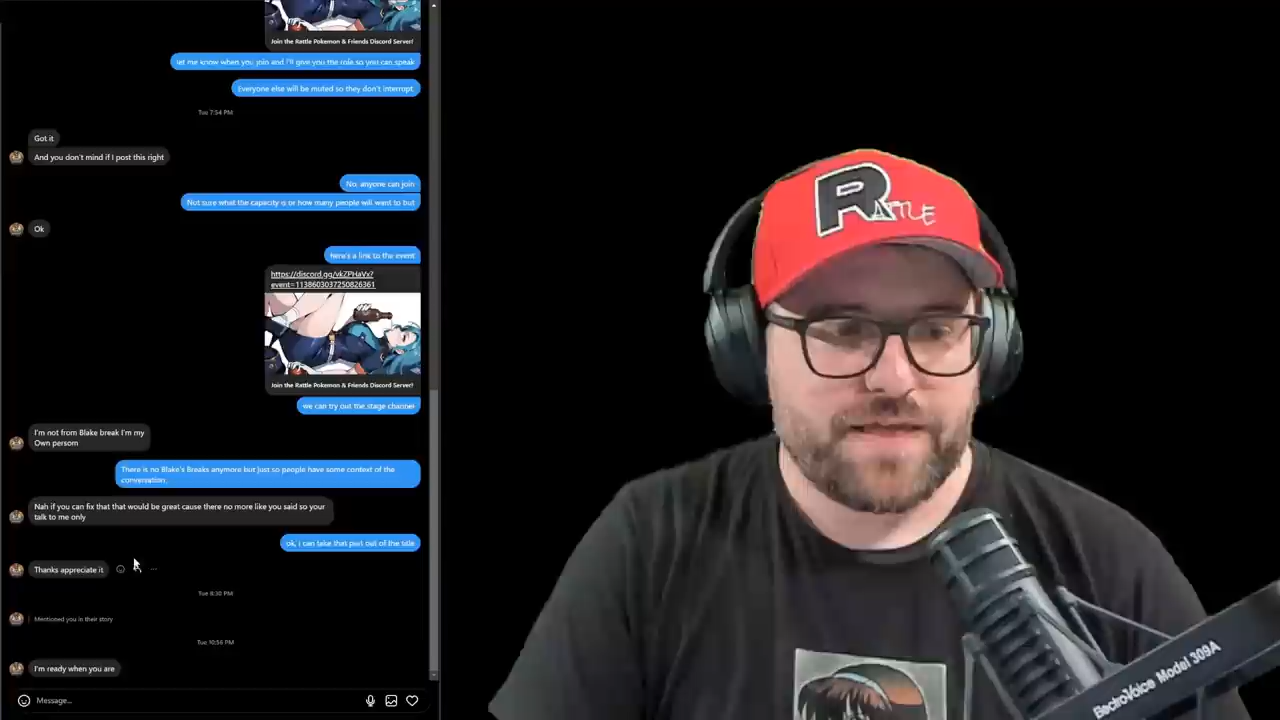 Join the Rattle Pokemon & Friends Discord Server!
let me know when you join and I'll give you the role so you can speak
Everyone else will be muted so they don't interrupt.
Tue 7:54 PM
Got it
And you don't mind if I post this right
No, anyone can join
Not sure what the capacity is or how many people will want to but
Ok
here's a link to the event
https://discord.gg/vkZPHaVx?
event=1138603037250826361
Join the Rattle Pokemon & Friends Discord Server!
we can try out the stage channel
I'm not from Blake break I'm my
Own persom
There is no Blake's Breaks anymore but just so people have some context of the
conversation.
Nah if you can fix that that would be great cause there no more like you said so your
talk to me only
ok, i can take that part out of the title
Thanks appreciate it
Tue 8:30 PM
Mentioned you in their story
Tue 10:56 PM
I'm ready when you are
Message...
RATTLE
ElectroVoice Model 309A